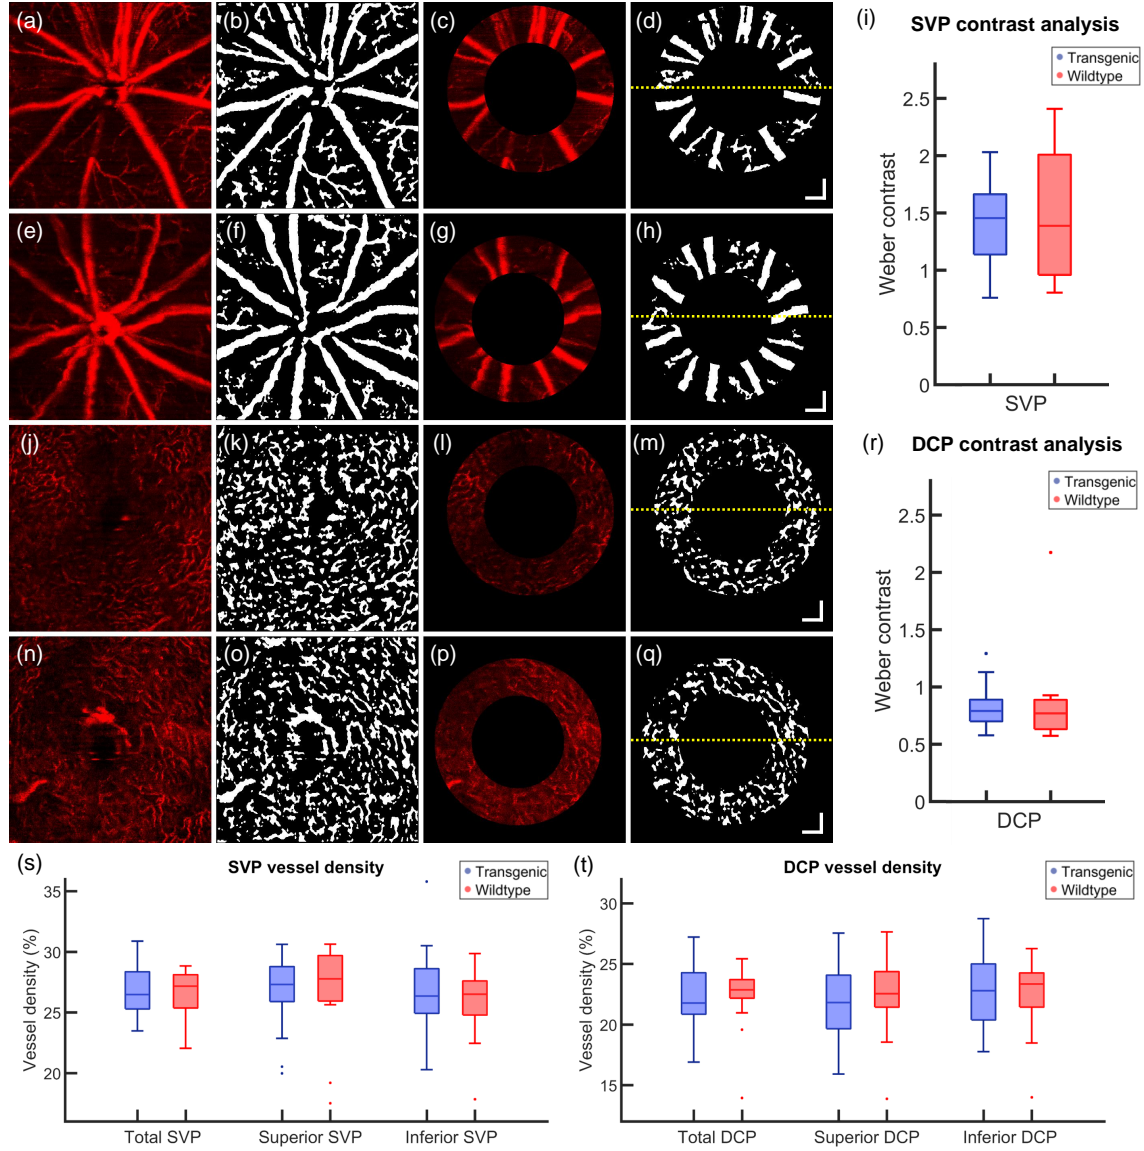 (a)
(b)
(c)
(d)
(i)
SVP contrast analysis
Transgenic
Wildtype
2.5
2
1.5
1
0.5
0
Weber contrast
SVP
(e)
(f)
(g)
(h)
(j)
(k)
(l)
(m)
(r)
DCP contrast analysis
Transgenic
Wildtype
2.5
2
1.5
1
0.5
0
Weber contrast
DCP
(n)
(o)
(p)
(q)
(s)
SVP vessel density
Transgenic
Wildtype
35
30
25
20
Vessel density (%)
Total SVP
Superior SVP
Inferior SVP
(t)
DCP vessel density
Transgenic
Wildtype
30
25
20
15
Vessel density (%)
Total DCP
Superior DCP
Inferior DCP